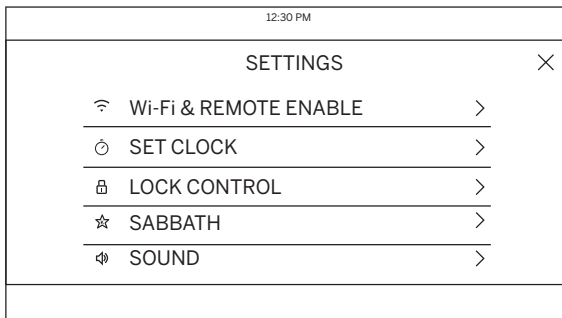 12:30 PM
SETTINGS
Wi-Fi & REMOTE ENABLE
SET CLOCK
LOCK CONTROL
SABBATH
SOUND